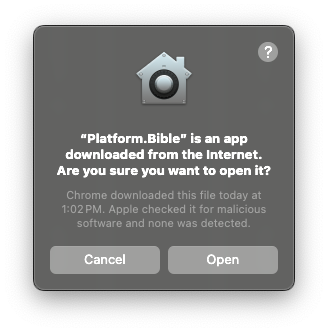 ?
“Platform.Bible” is an app
downloaded from the Internet.
Are you sure you want to open it?
Chrome downloaded this file today at
1:02 PM. Apple checked it for malicious
software and none was detected.
Cancel
Open